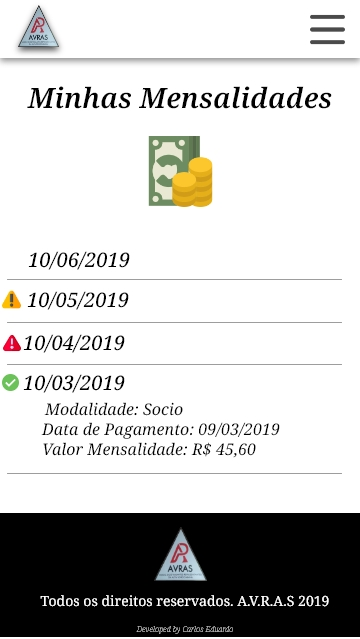 AVRAS
Minhas Mensalidades
10/06/2019
10/05/2019
10/04/2019
10/03/2019
Modalidade: Socio
Data de Pagamento: 09/03/2019
Valor Mensalidade: R$ 45,60
AVRAS
Todos os direitos reservados. A.V.R.A.S 2019
Developed by Carlos Eduardo